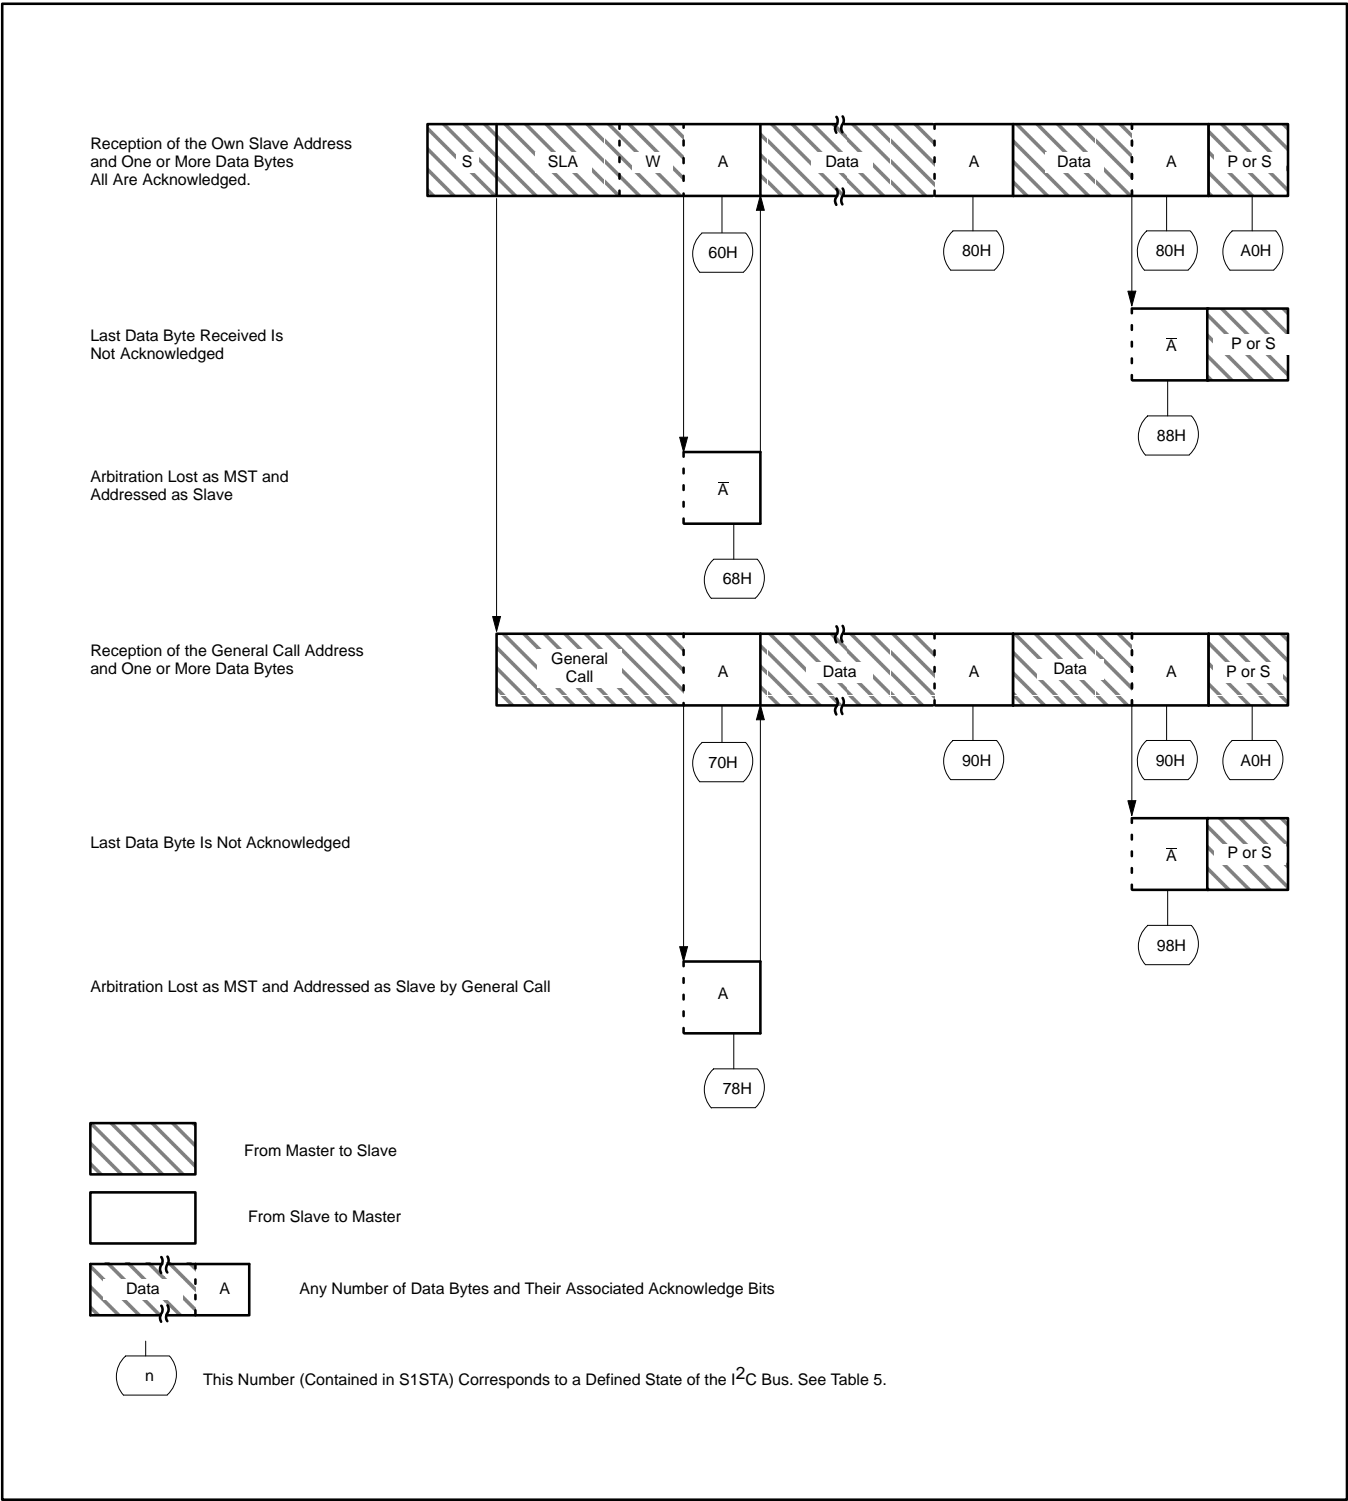 Reception of the Own Slave Address
and One or More Data Bytes
All Are Acknowledged.
S SLA W A Data A Data A P or S
60H 80H 80H A0H
Last Data Byte Received Is
Not Acknowledged
A̅ P or S
88H
Arbitration Lost as MST and
Addressed as Slave
A̅
68H
Reception of the General Call Address
and One or More Data Bytes
General
Call
A Data A Data A P or S
70H 90H 90H A0H
Last Data Byte Is Not Acknowledged
A̅ P or S
98H
Arbitration Lost as MST and Addressed as Slave by General Call
A
78H
From Master to Slave
From Slave to Master
Data A Any Number of Data Bytes and Their Associated Acknowledge Bits
n This Number (Contained in S1STA) Corresponds to a Defined State of the I²C Bus. See Table 5.